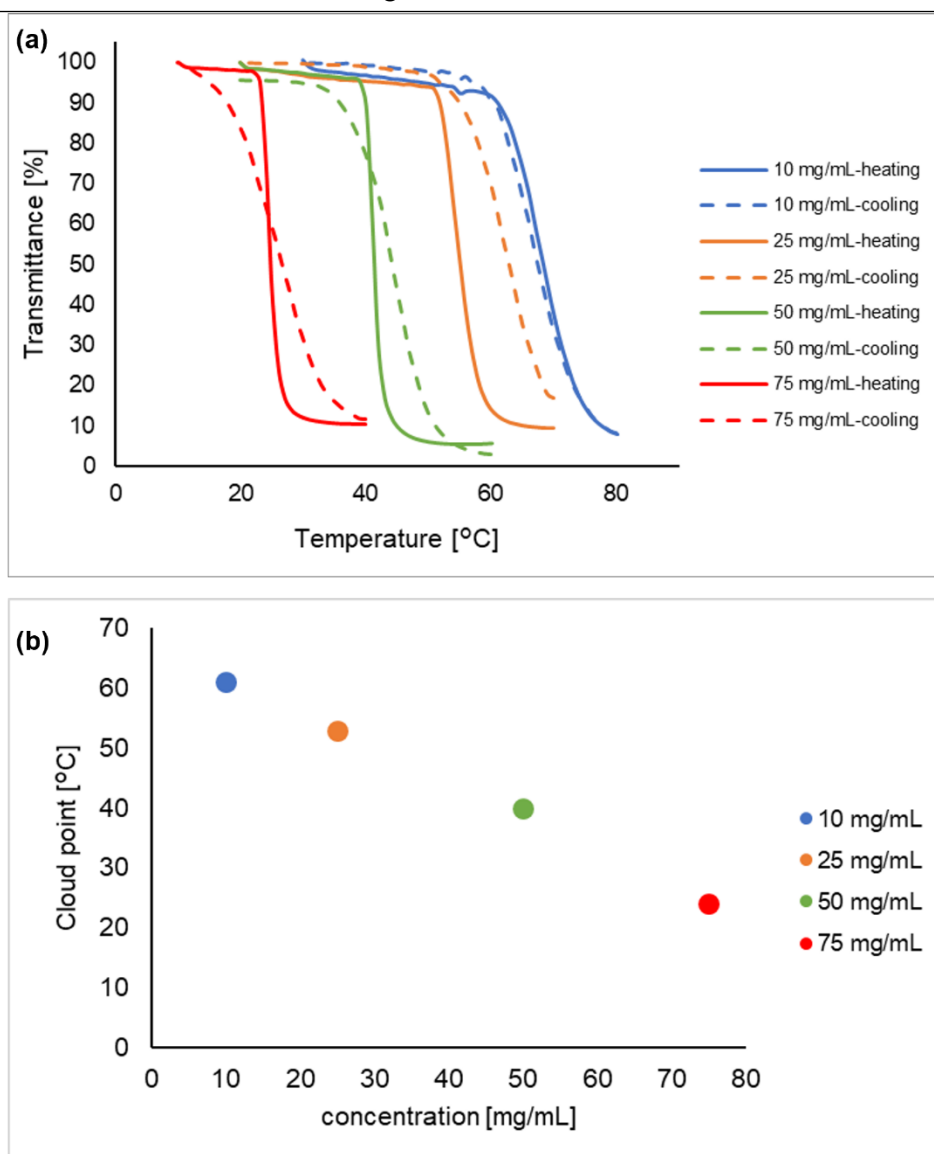 (a)
100
90
80
70
60
50
40
30
20
10
0
Transmittance [%]
0 20 40 60 80
Temperature [°C]
10 mg/mL-heating
10 mg/mL-cooling
25 mg/mL-heating
25 mg/mL-cooling
50 mg/mL-heating
50 mg/mL-cooling
75 mg/mL-heating
75 mg/mL-cooling
(b)
70
60
50
40
30
20
10
0
Cloud point [°C]
0 10 20 30 40 50 60 70 80
concentration [mg/mL]
10 mg/mL
25 mg/mL
50 mg/mL
75 mg/mL